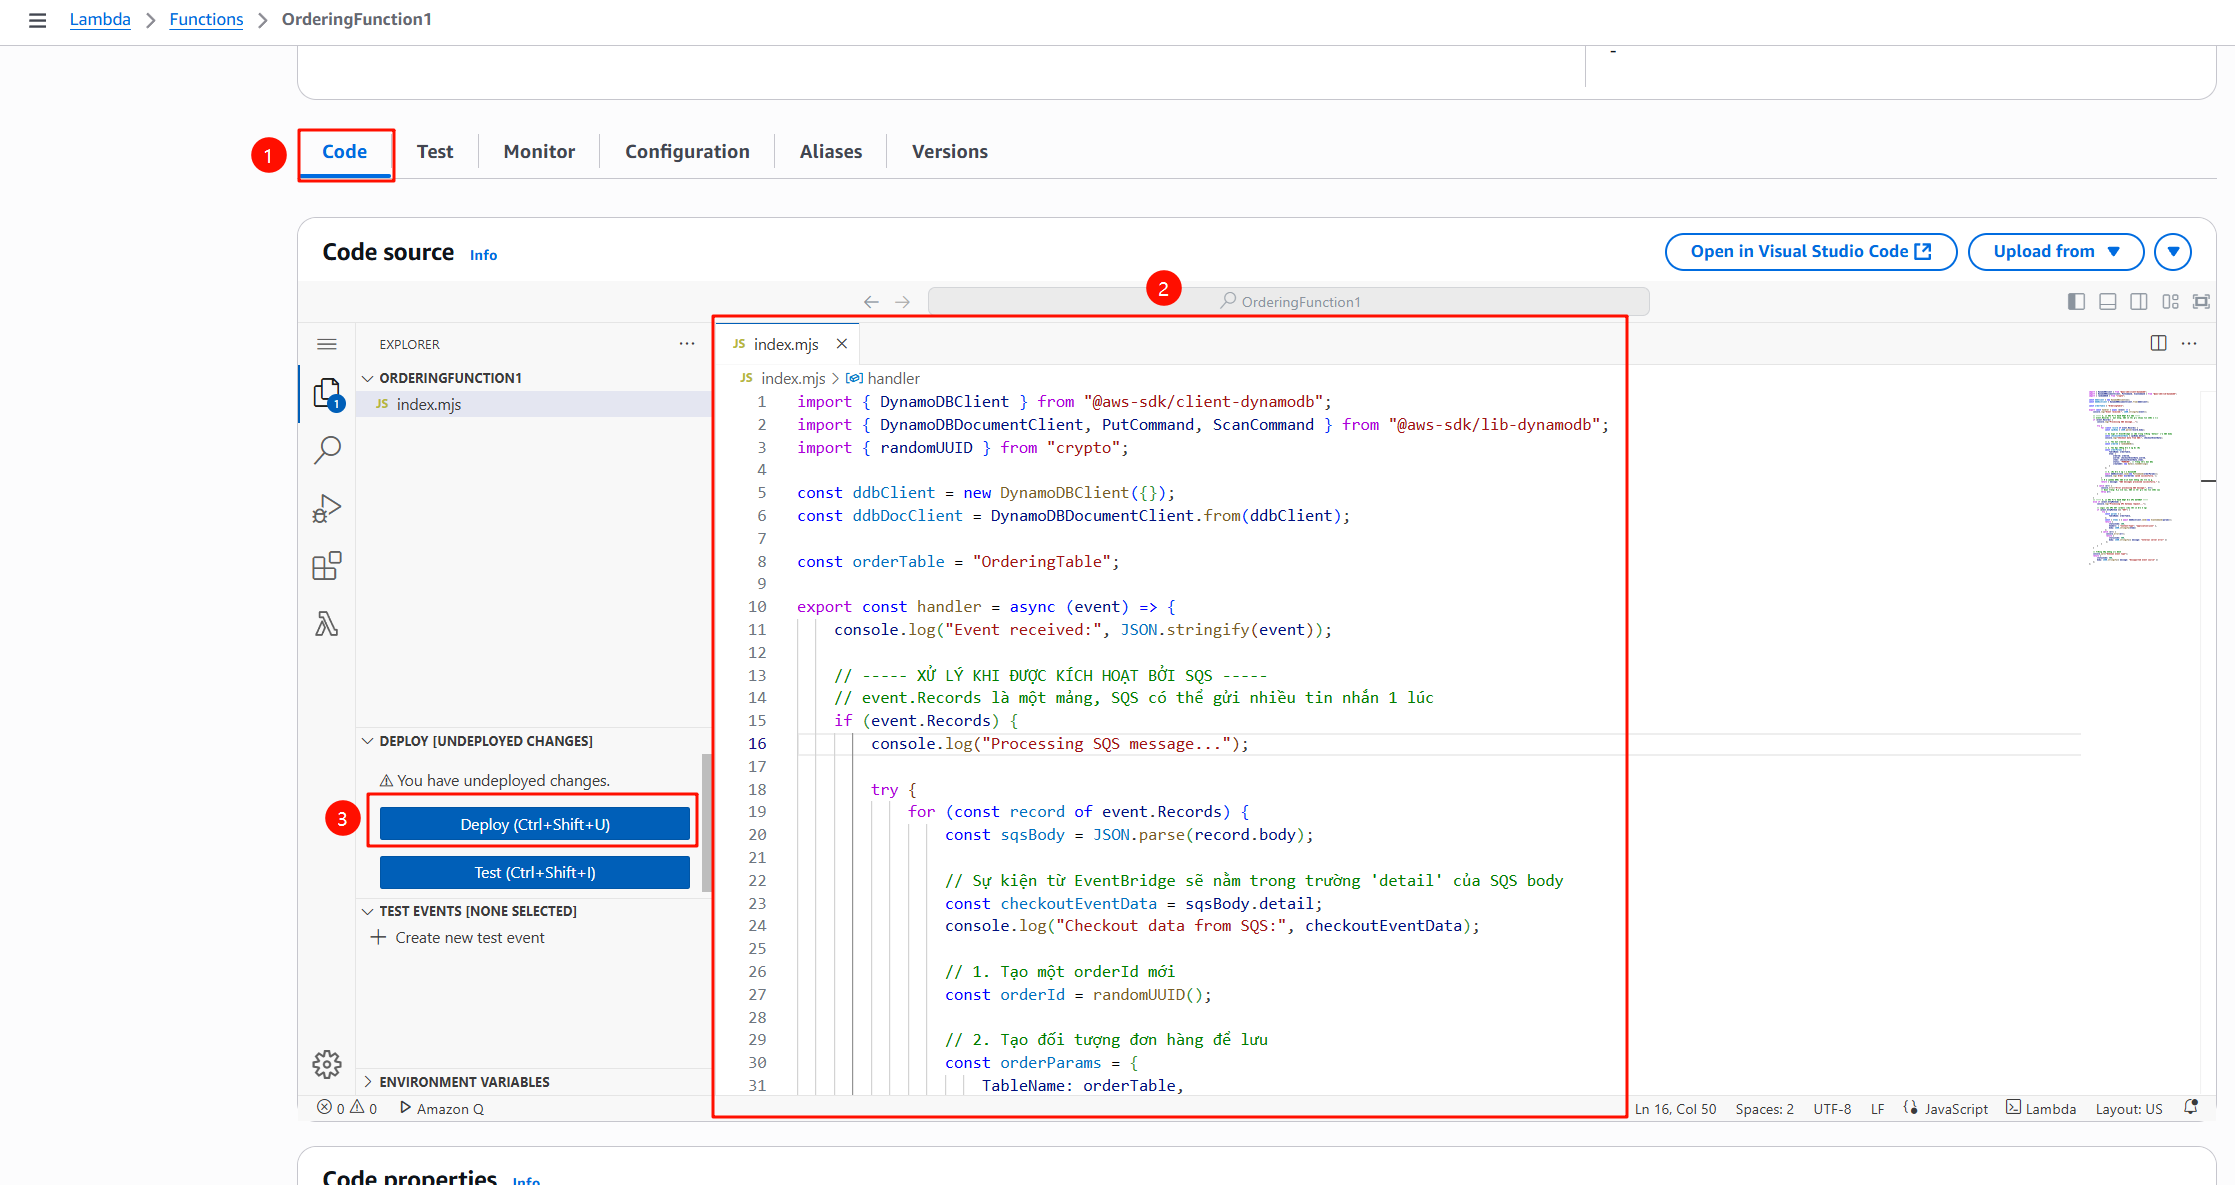 Lambda > Functions > OrderingFunction1
-
1
Code
Test
Monitor
Configuration
Aliases
Versions
Code source Info
Open in Visual Studio Code
Upload from
2
OrderingFunction1
EXPLORER
ORDERINGFUNCTION1
JS index.mjs
1
DEPLOY [UNDEPLOYED CHANGES]
You have undeployed changes.
3
Deploy (Ctrl+Shift+U)
Test (Ctrl+Shift+I)
TEST EVENTS [NONE SELECTED]
Create new test event
ENVIRONMENT VARIABLES
JS index.mjs
JS index.mjs > handler
1 import { DynamoDBClient } from "@aws-sdk/client-dynamodb";
2 import { DynamoDBDocumentClient, PutCommand, ScanCommand } from "@aws-sdk/lib-dynamodb";
3 import { randomUUID } from "crypto";
4
5 const ddbClient = new DynamoDBClient({});
6 const ddbDocClient = DynamoDBDocumentClient.from(ddbClient);
7
8 const orderTable = "OrderingTable";
9
10 export const handler = async (event) => {
11 console.log("Event received:", JSON.stringify(event));
12
13 // ----- XỬ LÝ KHI ĐƯỢC KÍCH HOẠT BỞI SQS -----
14 // event.Records là một mảng, SQS có thể gửi nhiều tin nhắn 1 lúc
15 if (event.Records) {
16 console.log("Processing SQS message...");
17
18 try {
19 for (const record of event.Records) {
20 const sqsBody = JSON.parse(record.body);
21
22 // Sự kiện từ EventBridge sẽ nằm trong trường 'detail' của SQS body
23 const checkoutEventData = sqsBody.detail;
24 console.log("Checkout data from SQS:", checkoutEventData);
25
26 // 1. Tạo một orderId mới
27 const orderId = randomUUID();
28
29 // 2. Tạo đối tượng đơn hàng để lưu
30 const orderParams = {
31 TableName: orderTable,
0 0 Amazon Q
Ln 16, Col 50 Spaces: 2 UTF-8 LF JavaScript Lambda Layout: US
Code properties Info